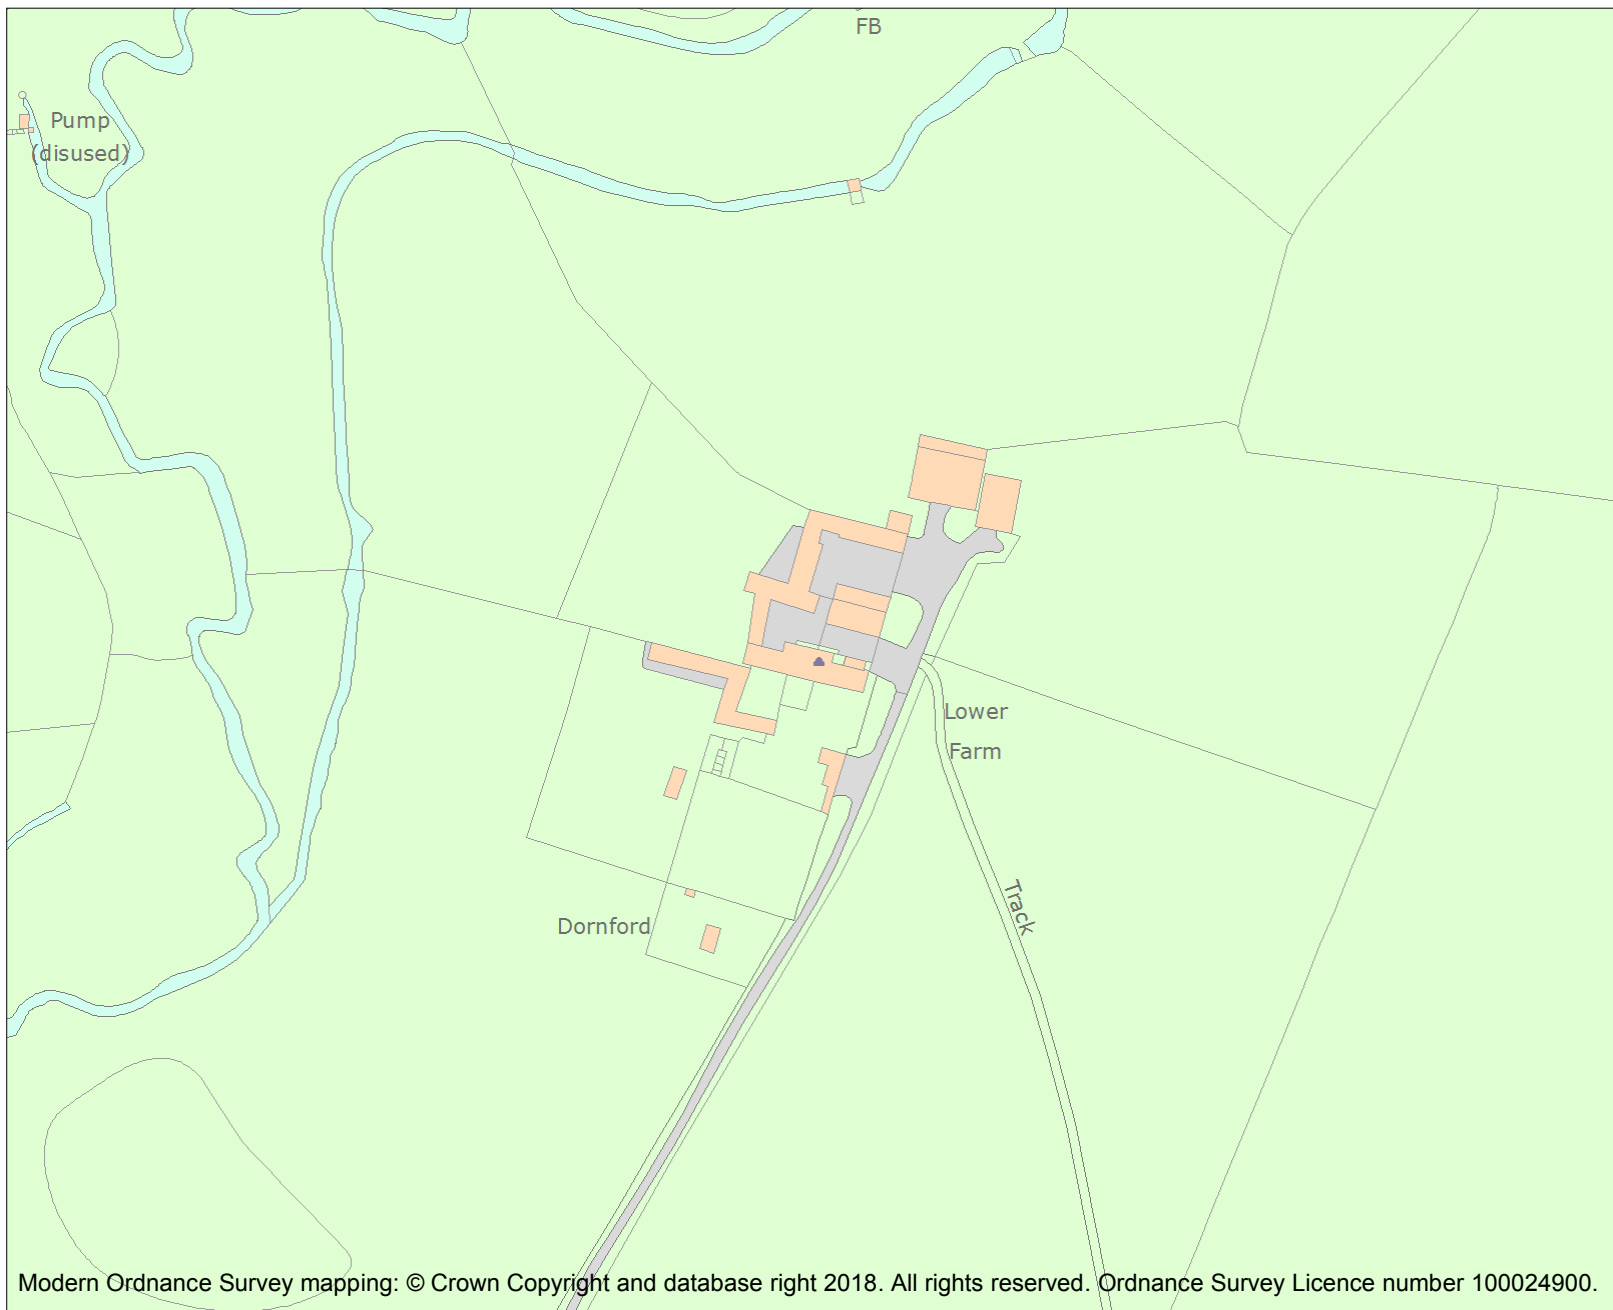 FB
Pump
(disused)
Lower
Farm
Track
Dornford
Modern Ordnance Survey mapping: © Crown Copyright and database right 2018. All rights reserved. Ordnance Survey Licence number 100024900.